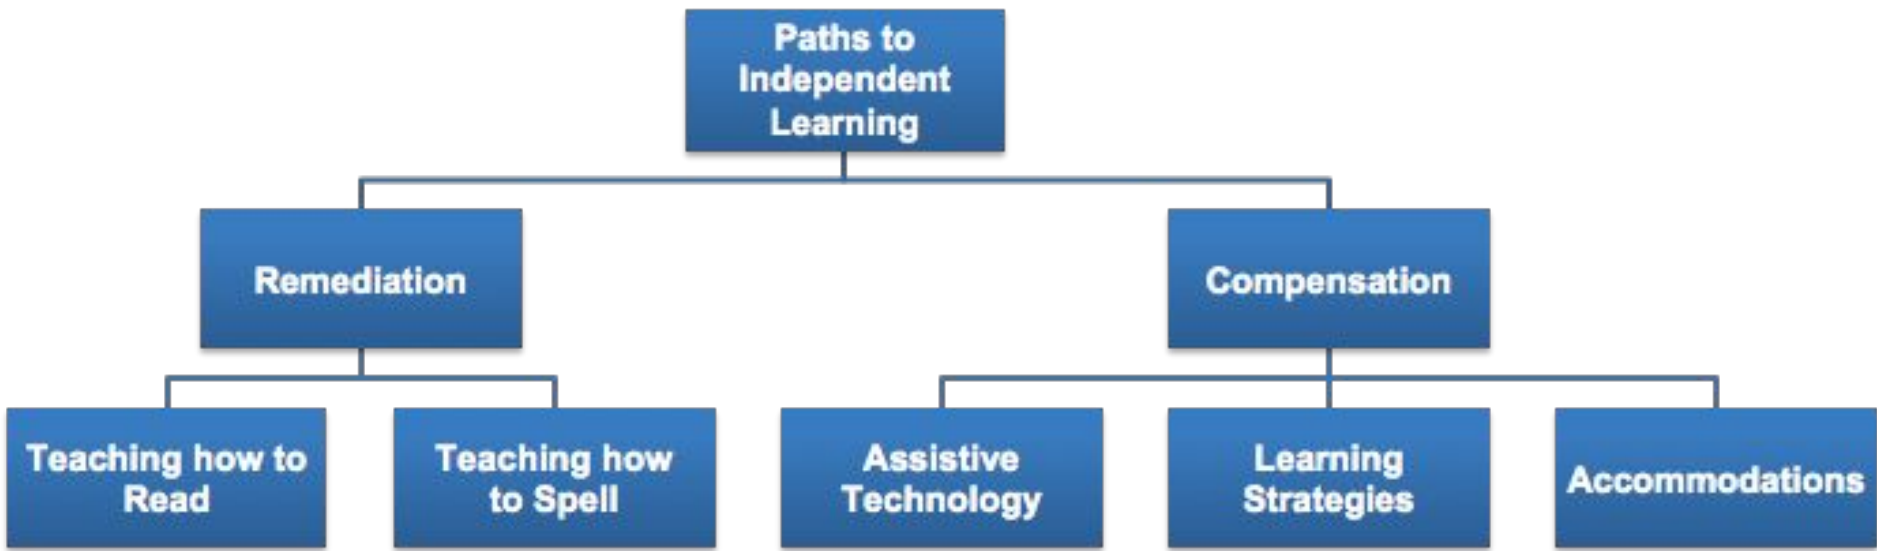 Paths to
Independent
Learning
Remediation
Compensation
Teaching how to
Read
Teaching how
to Spell
Assistive
Technology
Learning
Strategies
Accommodations